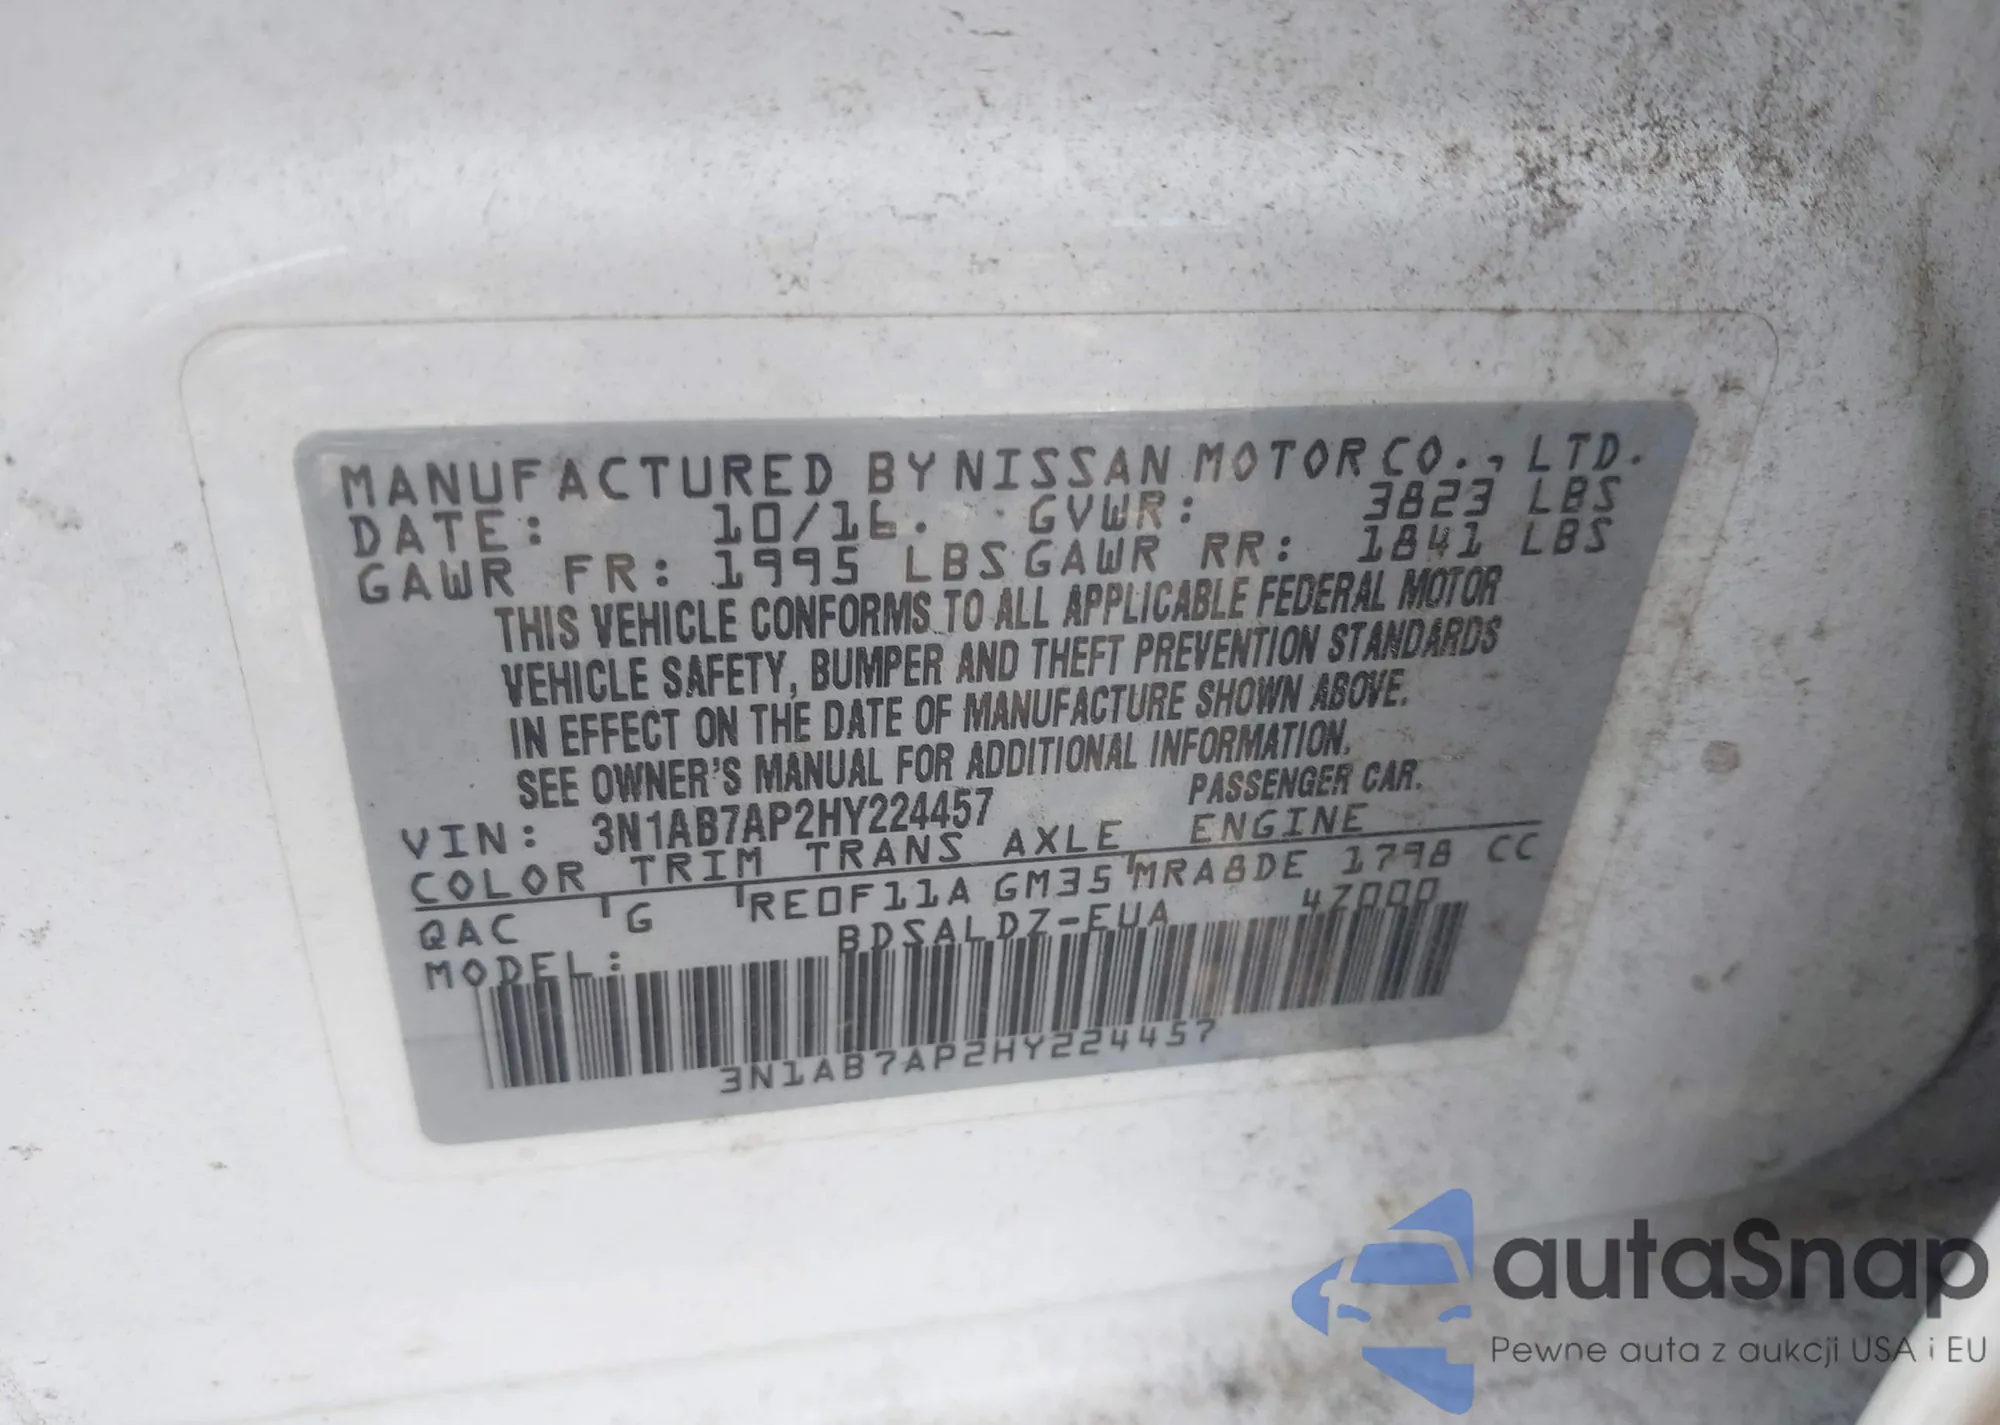 MANUFACTURED BY NISSAN MOTOR CO., LTD.
DATE: 10/16. GVWR: 3823 LBS
GAWR FR: 1995 LBS GAWR RR: 1841 LBS
THIS VEHICLE CONFORMS TO ALL APPLICABLE FEDERAL MOTOR
VEHICLE SAFETY, BUMPER AND THEFT PREVENTION STANDARDS
IN EFFECT ON THE DATE OF MANUFACTURE SHOWN ABOVE.
SEE OWNER'S MANUAL FOR ADDITIONAL INFORMATION.
VIN: 3N1AB7AP2HY224457 PASSENGER CAR.
COLOR TRIM TRANS AXLE ENGINE
QAC G RE0F11A GM35 MRA8DE 1798 CC
MODEL: BDSALDZ-EUA 4Z000
3N1AB7AP2HY224457
autaSnap
Pewne auta z aukcji USA i EU